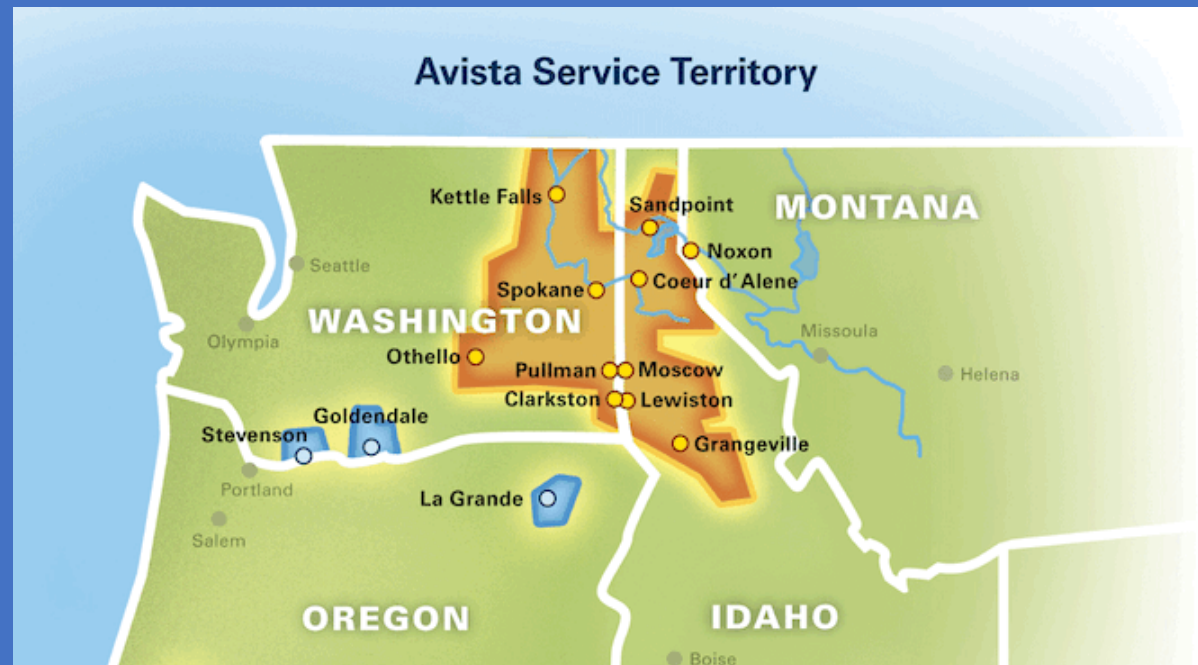 Avista Service Territory
Kettle Falls
Sandpoint
MONTANA
Noxon
Seattle
Coeur d'Alene
Spokane
WASHINGTON
Missoula
Olympia
Othello
Pullman
Moscow
Helena
Clarkston
Lewiston
Goldendale
Stevenson
Grangeville
Portland
La Grande
Salem
OREGON
IDAHO
Boise